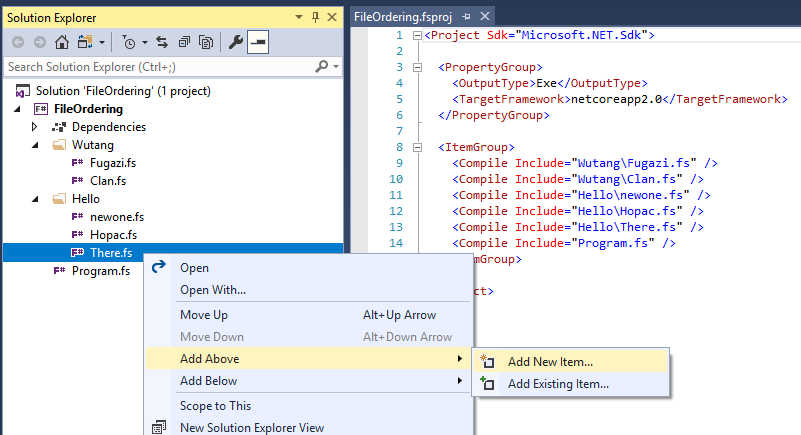 Solution Explorer
Search Solution Explorer (Ctrl+;)
Solution 'FileOrdering' (1 project)
F# FileOrdering
Dependencies
Wutang
F# Fugazi.fs
F# Clan.fs
Hello
F# newone.fs
F# Hopac.fs
F# There.fs
F# Program.fs
Open
Open With...
Move Up Alt+Up Arrow
Move Down Alt+Down Arrow
Add Above
Add Below
Scope to This
New Solution Explorer View
Add New Item...
Add Existing Item...
FileOrdering.fsproj
1 <Project Sdk="Microsoft.NET.Sdk">
2
3 <PropertyGroup>
4 <OutputType>Exe</OutputType>
5 <TargetFramework>netcoreapp2.0</TargetFramework>
6 </PropertyGroup>
7
8 <ItemGroup>
9 <Compile Include="Wutang\Fugazi.fs" />
10 <Compile Include="Wutang\Clan.fs" />
11 <Compile Include="Hello\newone.fs" />
12 <Compile Include="Hello\Hopac.fs" />
13 <Compile Include="Hello\There.fs" />
14 <Compile Include="Program.fs" />
emGroup>
ect>